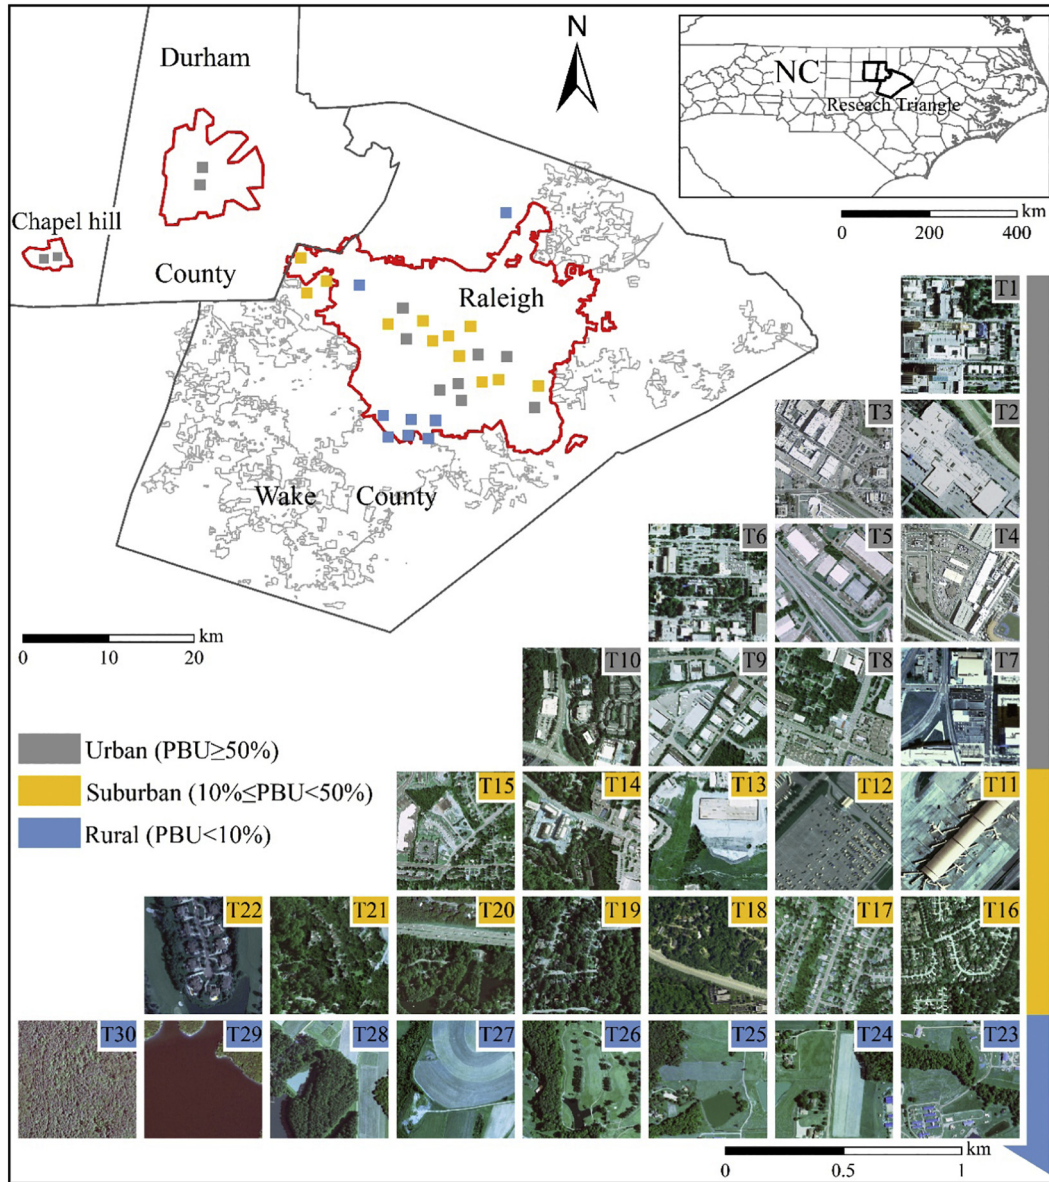 Durham
N
NC
Reseach Triangle
km
0 200 400
Chapel hill
County
Raleigh
Wake County
km
0 10 20
T1
T3 T2
T6 T5 T4
T10 T9 T8 T7
Urban (PBU≥50%)
Suburban (10%≤PBU<50%)
Rural (PBU<10%)
T15 T14 T13 T12 T11
T22 T21 T20 T19 T18 T17 T16
T30 T29 T28 T27 T26 T25 T24 T23
km
0 0.5 1